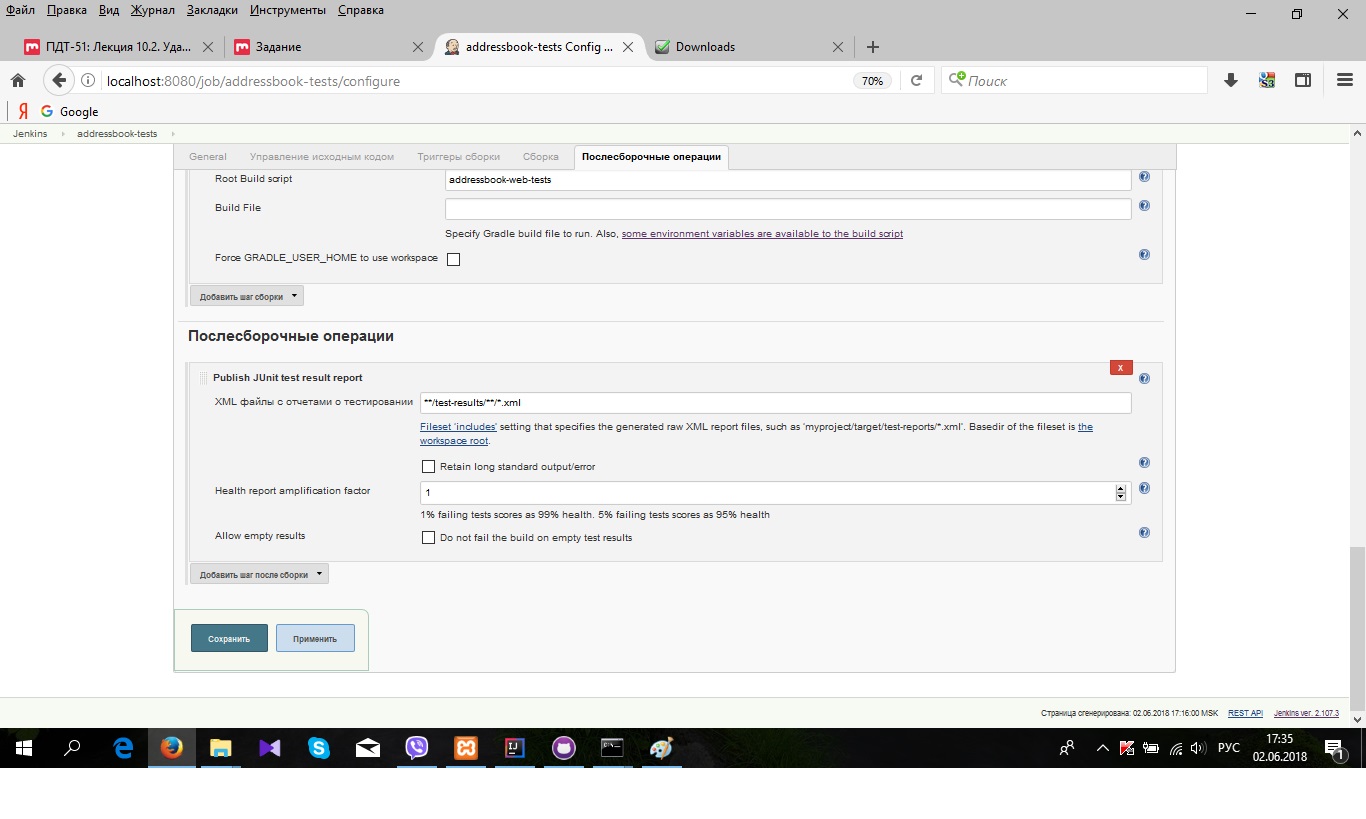 Файл Правка Вид Журнал Закладки Инструменты Справка
ПДТ-51: Лекция 10.2. Уда...
Задание
addressbook-tests Config ...
Downloads
localhost:8080/job/addressbook-tests/configure
70%
Поиск
Я
Google
Jenkins addressbook-tests
General Управление исходным кодом Триггеры сборки Сборка Послесборочные операции
Root Build script addressbook-web-tests
Build File
Specify Gradle build file to run. Also, some environment variables are available to the build script
Force GRADLE_USER_HOME to use workspace
Добавить шаг сборки
Послесборочные операции
X
Publish JUnit test result report
XML файлы с отчетами о тестировании **/test-results/**/*.xml
Fileset 'includes' setting that specifies the generated raw XML report files, such as 'myproject/target/test-reports/*.xml'. Basedir of the fileset is the
workspace root.
Retain long standard output/error
Health report amplification factor 1
1% failing tests scores as 99% health. 5% failing tests scores as 95% health
Allow empty results Do not fail the build on empty test results
Добавить шаг после сборки
Сохранить Применить
Страница сгенерирована: 02.06.2018 17:16:00 MSK REST API Jenkins ver. 2.107.3
РУС
17:35
02.06.2018
1